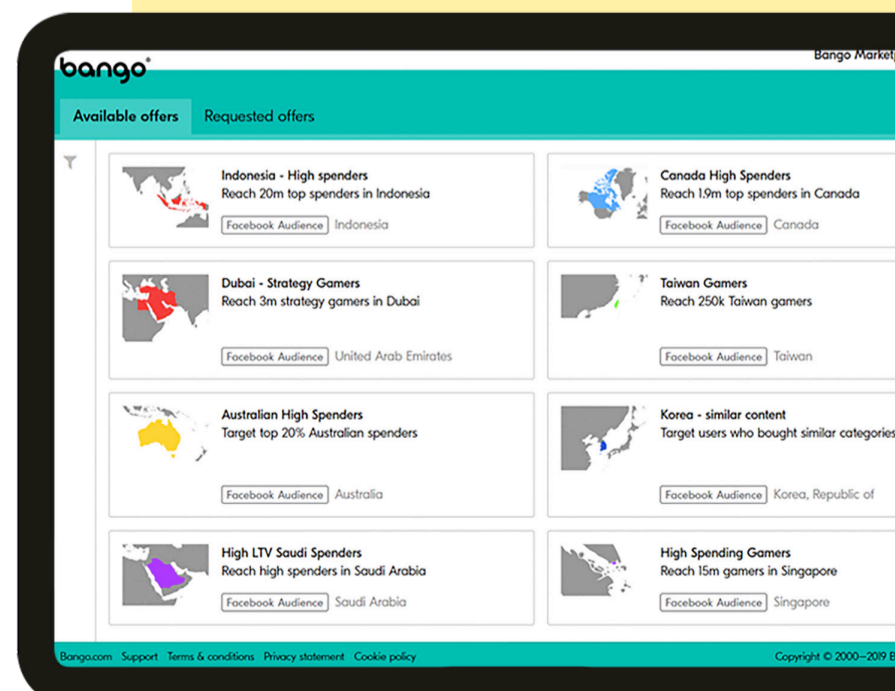 bango
Bango Market
Available offers
Requested offers
Indonesia - High spenders
Reach 20m top spenders in Indonesia
Facebook Audience Indonesia
Canada High Spenders
Reach 1.9m top spenders in Canada
Facebook Audience Canada
Dubai - Strategy Gamers
Reach 3m strategy gamers in Dubai
Facebook Audience United Arab Emirates
Taiwan Gamers
Reach 250k Taiwan gamers
Facebook Audience Taiwan
Australian High Spenders
Target top 20% Australian spenders
Facebook Audience Australia
Korea - similar content
Target users who bought similar categories
Facebook Audience Korea, Republic of
High LTV Saudi Spenders
Reach high spenders in Saudi Arabia
Facebook Audience Saudi Arabia
High Spending Gamers
Reach 15m gamers in Singapore
Facebook Audience Singapore
Bango.com Support Terms & conditions Privacy statement Cookie policy
Copyright © 2000–2019 B